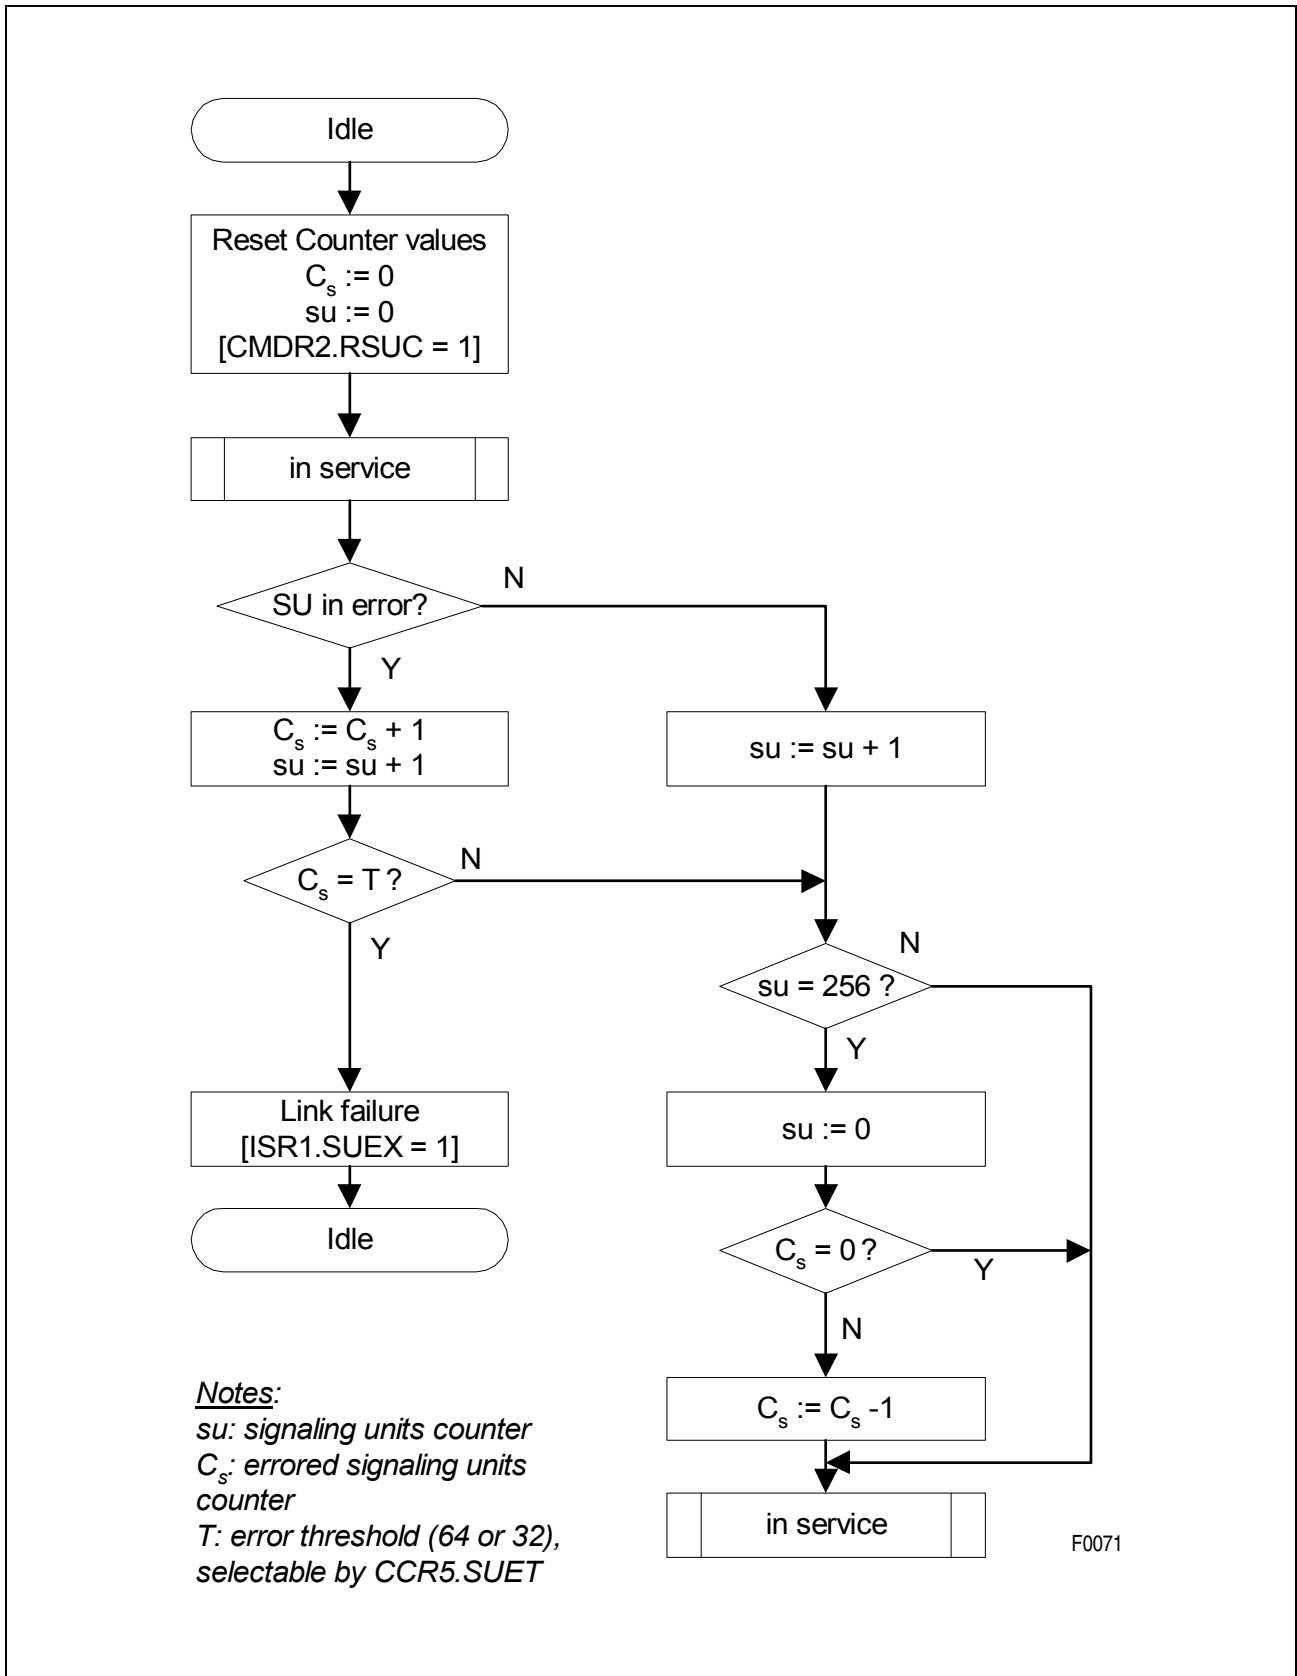 Idle
Reset Counter values
Cs := 0
su := 0
[CMDR2.RSUC = 1]
in service
SU in error?
N
Y
Cs := Cs + 1
su := su + 1
su := su + 1
Cs = T ?
N
Y
su = 256 ?
N
Y
Link failure
[ISR1.SUEX = 1]
su := 0
Idle
Cs = 0 ?
Y
N
Cs := Cs -1
in service
Notes:
su: signaling units counter
Cs: errored signaling units
counter
T: error threshold (64 or 32),
selectable by CCR5.SUET
F0071